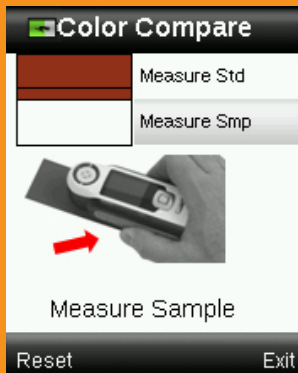 Color Compare
Measure Std
Measure Smp
Measure Sample
Reset Exit